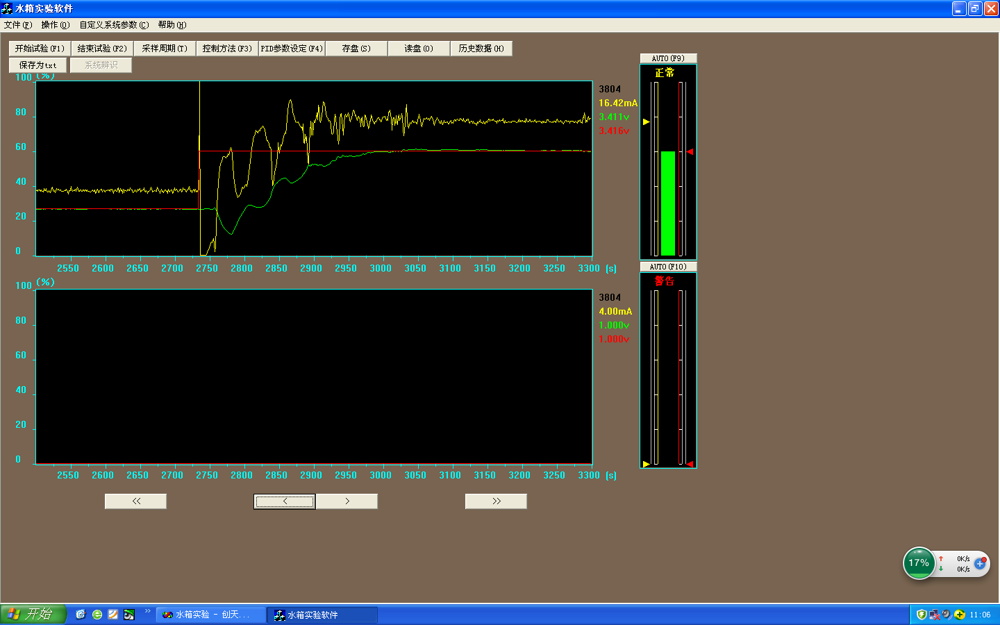 水箱实验软件
文件(F) 操作(O) 自定义系统参数(C) 帮助(H)
开始试验(F1) 结束试验(F2) 采样周期(T) 控制方法(F3) PID参数设定(F4) 存盘(S) 读盘(O) 历史数据(H)
保存为txt 系统辨识
100 (%)
80
60
40
20
0
2550 2600 2650 2700 2750 2800 2850 2900 2950 3000 3050 3100 3150 3200 3250 3300 (s)
3804
16.42mA
3.411v
3.416v
AUTO(F9)
正常
100 (%)
80
60
40
20
0
2550 2600 2650 2700 2750 2800 2850 2900 2950 3000 3050 3100 3150 3200 3250 3300 (s)
3804
4.00mA
1.000v
1.000v
AUTO(F10)
警告
<< < > >>
17%
0K/s
0K/s
开始 水箱实验 - 创天... 水箱实验软件 11:06